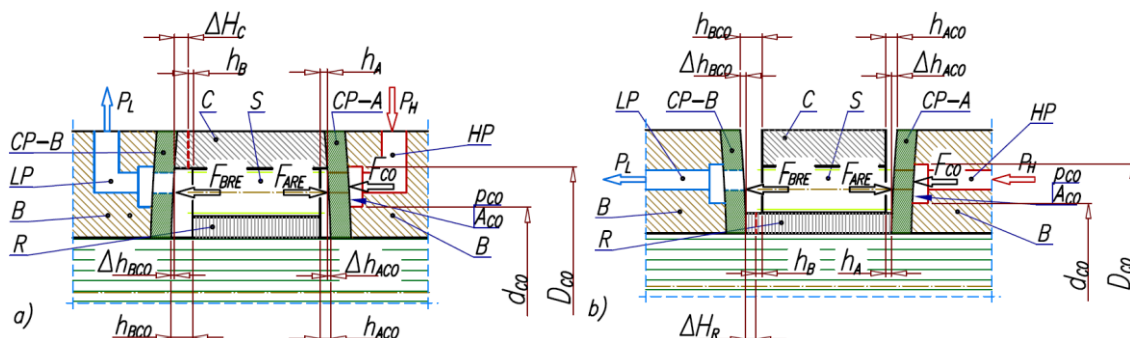 ΔH_C
h_B
h_A
P_L
C
S
CP-A
P_H
CP-B
HP
LP
F_BRE
F_ARE
F_CO
B
p_CO
A_CO
R
B
Δh_BCO
Δh_ACO
d_CO
D_CO
a)
h_BCO
h_ACO
h_BCO
h_ACO
Δh_BCO
Δh_ACO
LP
CP-B
C
S
CP-A
HP
P_L
F_BRE
F_ARE
F_CO
P_H
p_CO
A_CO
B
R
B
h_B
h_A
d_CO
D_CO
b)
ΔH_R